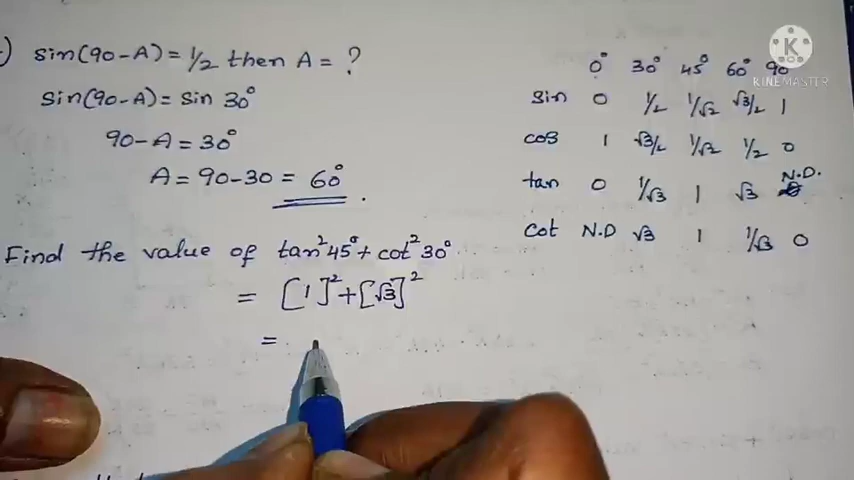 ) sin(90-A) = 1/2 then A = ?
sin(90-A) = sin 30°
90-A = 30°
A = 90-30 = 60° .
Find the value of tan²45° + cot²30°
= [1]² + [√3]²
=
0° 30° 45° 60° 90
sin 0 1/2 1/√2 √3/2 1
cos 1 √3/2 1/√2 1/2 0
tan 0 1/√3 1 √3 N.D.
cot N.D √3 1 1/√3 0
K
KINEMASTER